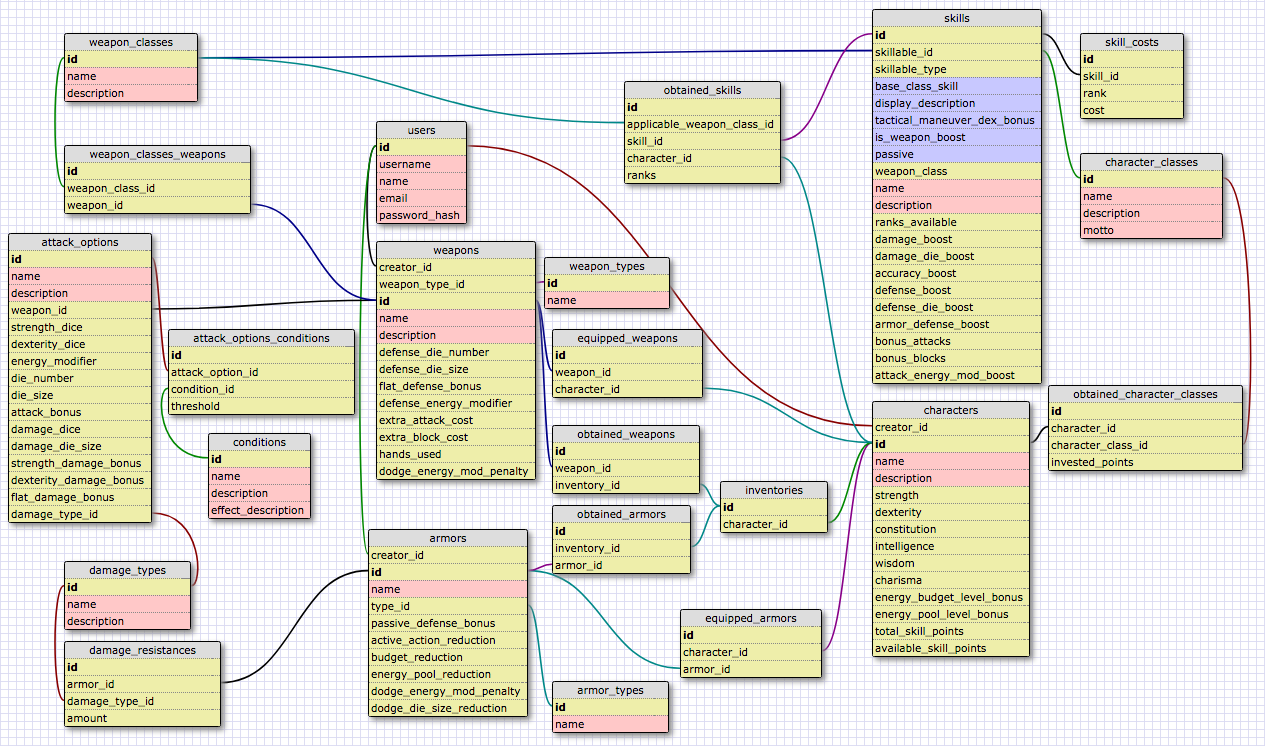 weapon_classes
id
name
description
weapon_classes_weapons
id
weapon_class_id
weapon_id
attack_options
id
name
description
weapon_id
strength_dice
dexterity_dice
energy_modifier
die_number
die_size
attack_bonus
damage_dice
damage_die_size
strength_damage_bonus
dexterity_damage_bonus
flat_damage_bonus
damage_type_id
attack_options_conditions
id
attack_option_id
condition_id
threshold
conditions
id
name
description
effect_description
damage_types
id
name
description
damage_resistances
id
armor_id
damage_type_id
amount
users
id
username
name
email
password_hash
weapons
creator_id
weapon_type_id
id
name
description
defense_die_number
defense_die_size
flat_defense_bonus
defense_energy_modifier
extra_attack_cost
extra_block_cost
hands_used
dodge_energy_mod_penalty
armors
creator_id
id
name
type_id
passive_defense_bonus
active_action_reduction
budget_reduction
energy_pool_reduction
dodge_energy_mod_penalty
dodge_die_size_reduction
obtained_skills
id
applicable_weapon_class_id
skill_id
character_id
ranks
weapon_types
id
name
equipped_weapons
id
weapon_id
character_id
obtained_weapons
id
weapon_id
inventory_id
obtained_armors
id
inventory_id
armor_id
inventories
id
character_id
equipped_armors
id
character_id
armor_id
armor_types
id
name
skills
id
skillable_id
skillable_type
base_class_skill
display_description
tactical_maneuver_dex_bonus
is_weapon_boost
passive
weapon_class
name
description
ranks_available
damage_boost
damage_die_boost
accuracy_boost
defense_boost
defense_die_boost
armor_defense_boost
bonus_attacks
bonus_blocks
attack_energy_mod_boost
characters
creator_id
id
name
description
strength
dexterity
constitution
intelligence
wisdom
charisma
energy_budget_level_bonus
energy_pool_level_bonus
total_skill_points
available_skill_points
skill_costs
id
skill_id
rank
cost
character_classes
id
name
description
motto
obtained_character_classes
id
character_id
character_class_id
invested_points